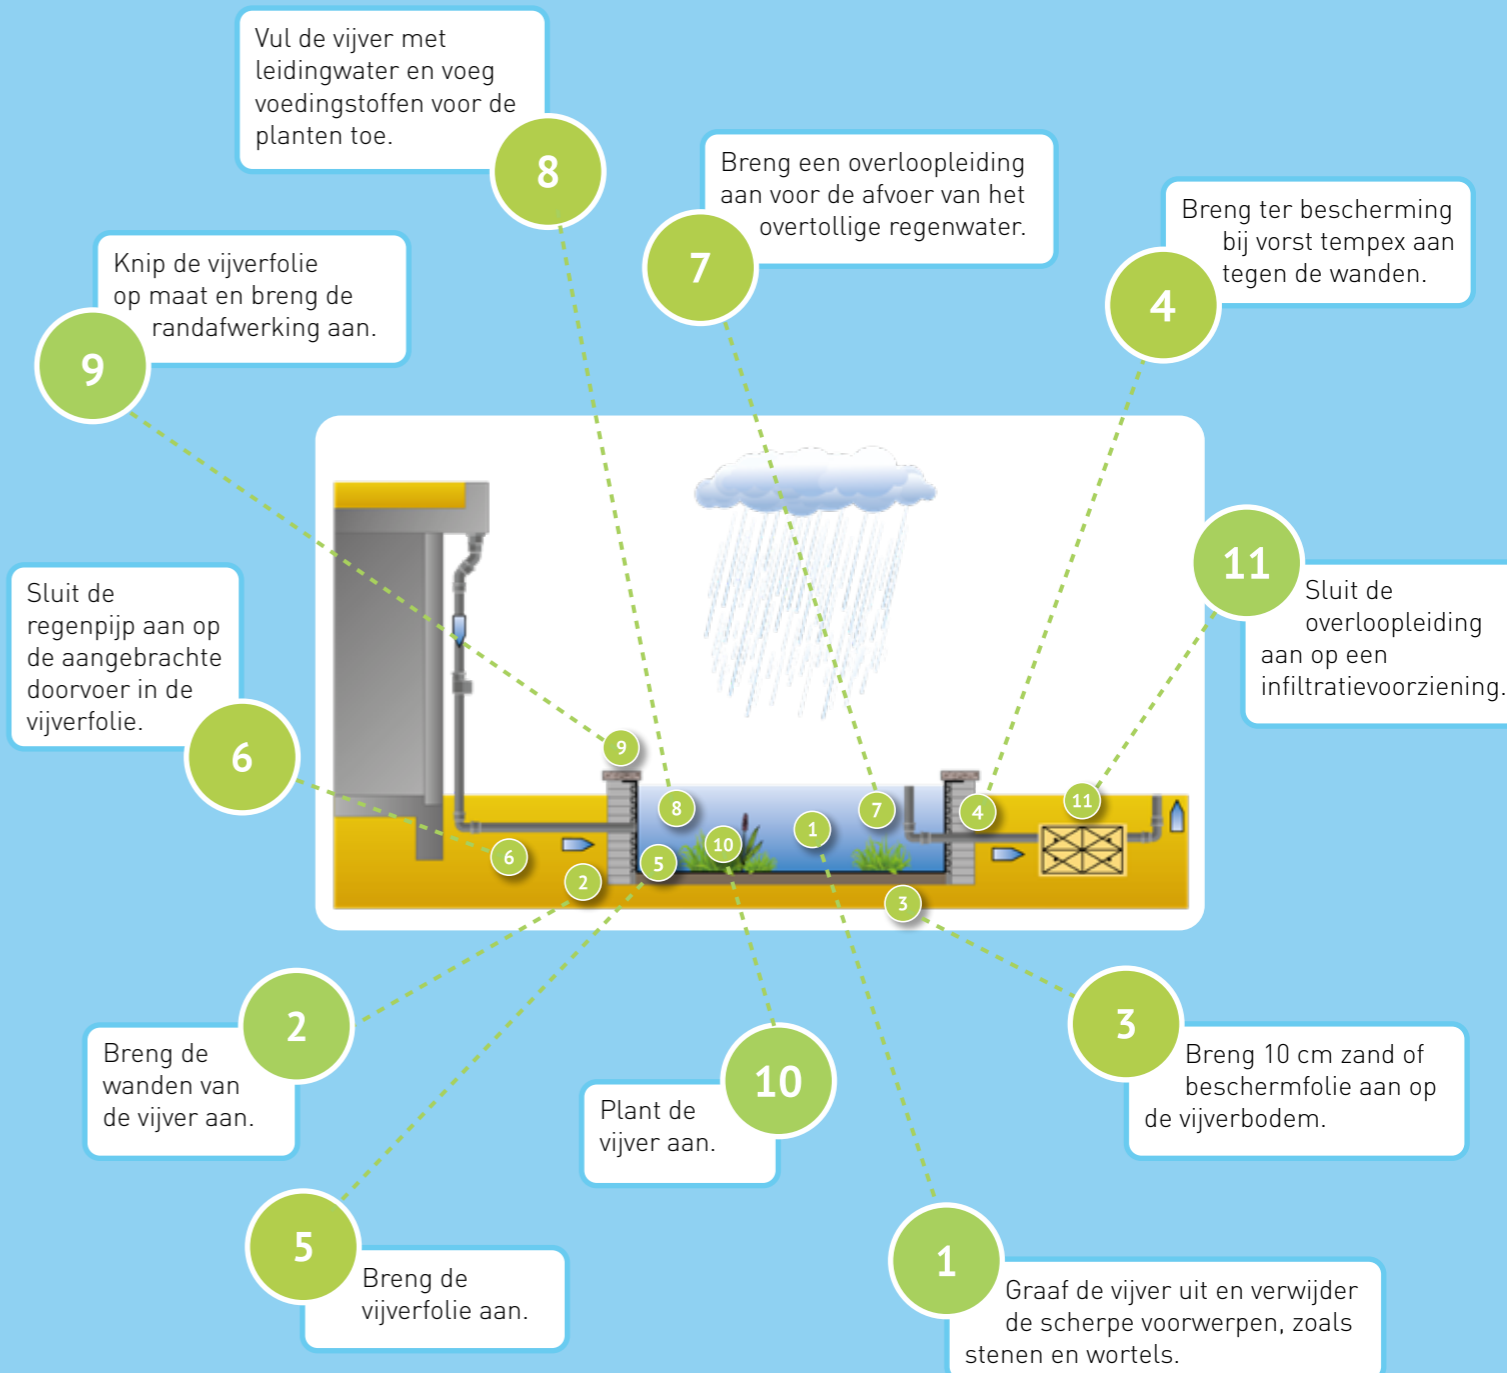 Vul de vijver met
leidingwater en voeg
voedingstoffen voor de
planten toe.
8
Breng een overloopleiding
aan voor de afvoer van het
overtollige regenwater.
7
Breng ter bescherming
bij vorst tempex aan
tegen de wanden.
4
Knip de vijverfolie
op maat en breng de
randafwerking aan.
9
11
Sluit de
overloopleiding
aan op een
infiltratievoorziening.
Sluit de
regenpijp aan op
de aangebrachte
doorvoer in de
vijverfolie.
6
9
8
7
4
11
1
10
6
5
2
3
2
Breng de
wanden van
de vijver aan.
10
Plant de
vijver aan.
3
Breng 10 cm zand of
beschermfolie aan op
de vijverbodem.
5
Breng de
vijverfolie aan.
1
Graaf de vijver uit en verwijder
de scherpe voorwerpen, zoals
stenen en wortels.